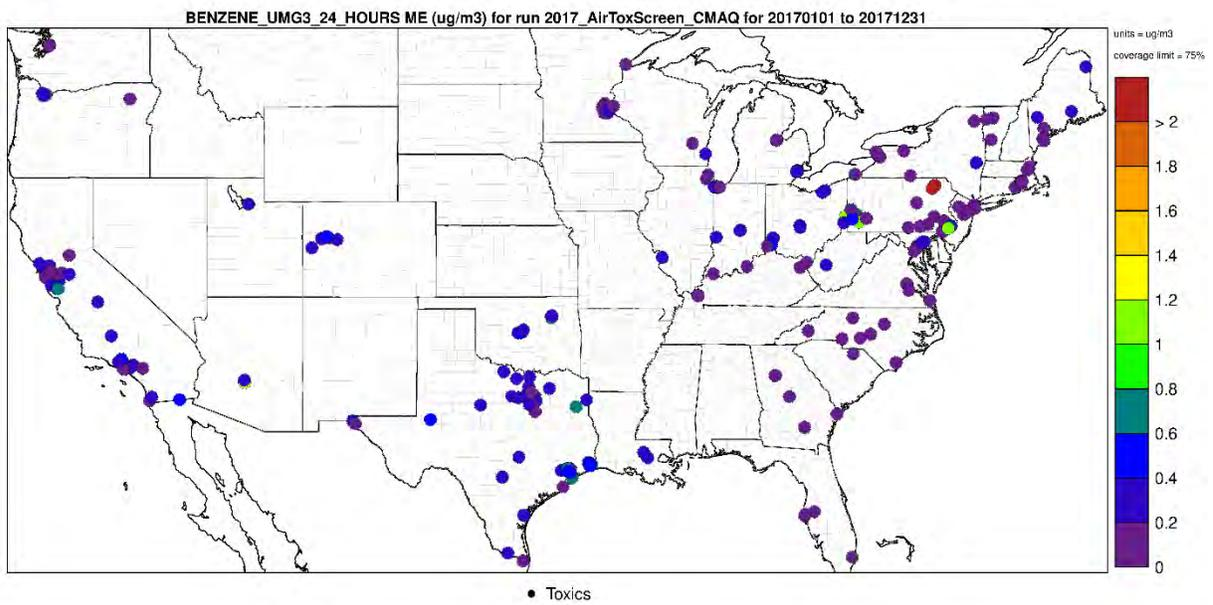 BENZENE_UMG3_24_HOURS ME (ug/m3) for run 2017_AirToxScreen_CMAQ for 20170101 to 20171231
units = ug/m3
coverage limit = 75%
> 2
1.8
1.6
1.4
1.2
1
0.8
0.6
0.4
0.2
0
Toxics